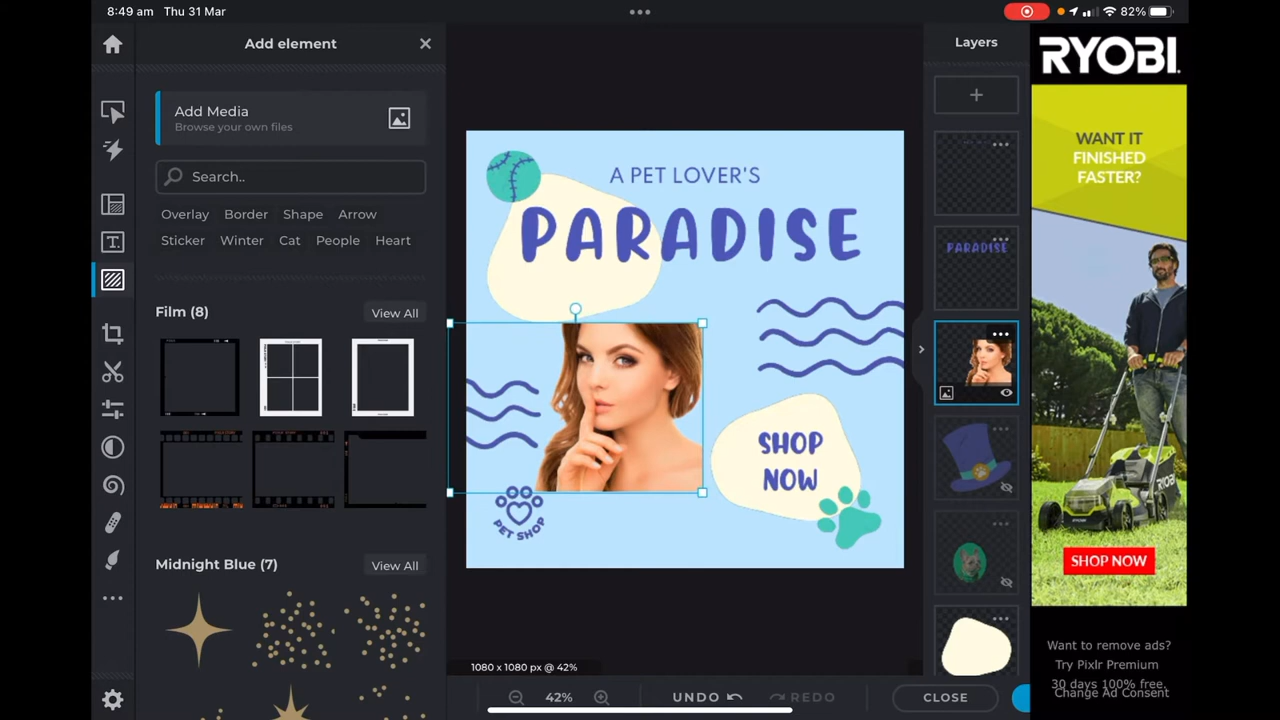 8:49 am Thu 31 Mar
82%
Add element
Add Media
Browse your own files
Search..
Overlay Border Shape Arrow
Sticker Winter Cat People Heart
Film (8)
View All
Midnight Blue (7)
View All
A PET LOVER'S
PARADISE
SHOP
NOW
PET SHOP
1080 x 1080 px @ 42%
42%
UNDO
REDO
CLOSE
Layers
PARADISE
RYOBI
WANT IT
FINISHED
FASTER?
SHOP NOW
Want to remove ads?
Try Pixlr Premium
30 days 100% free.
Change Ad Consent